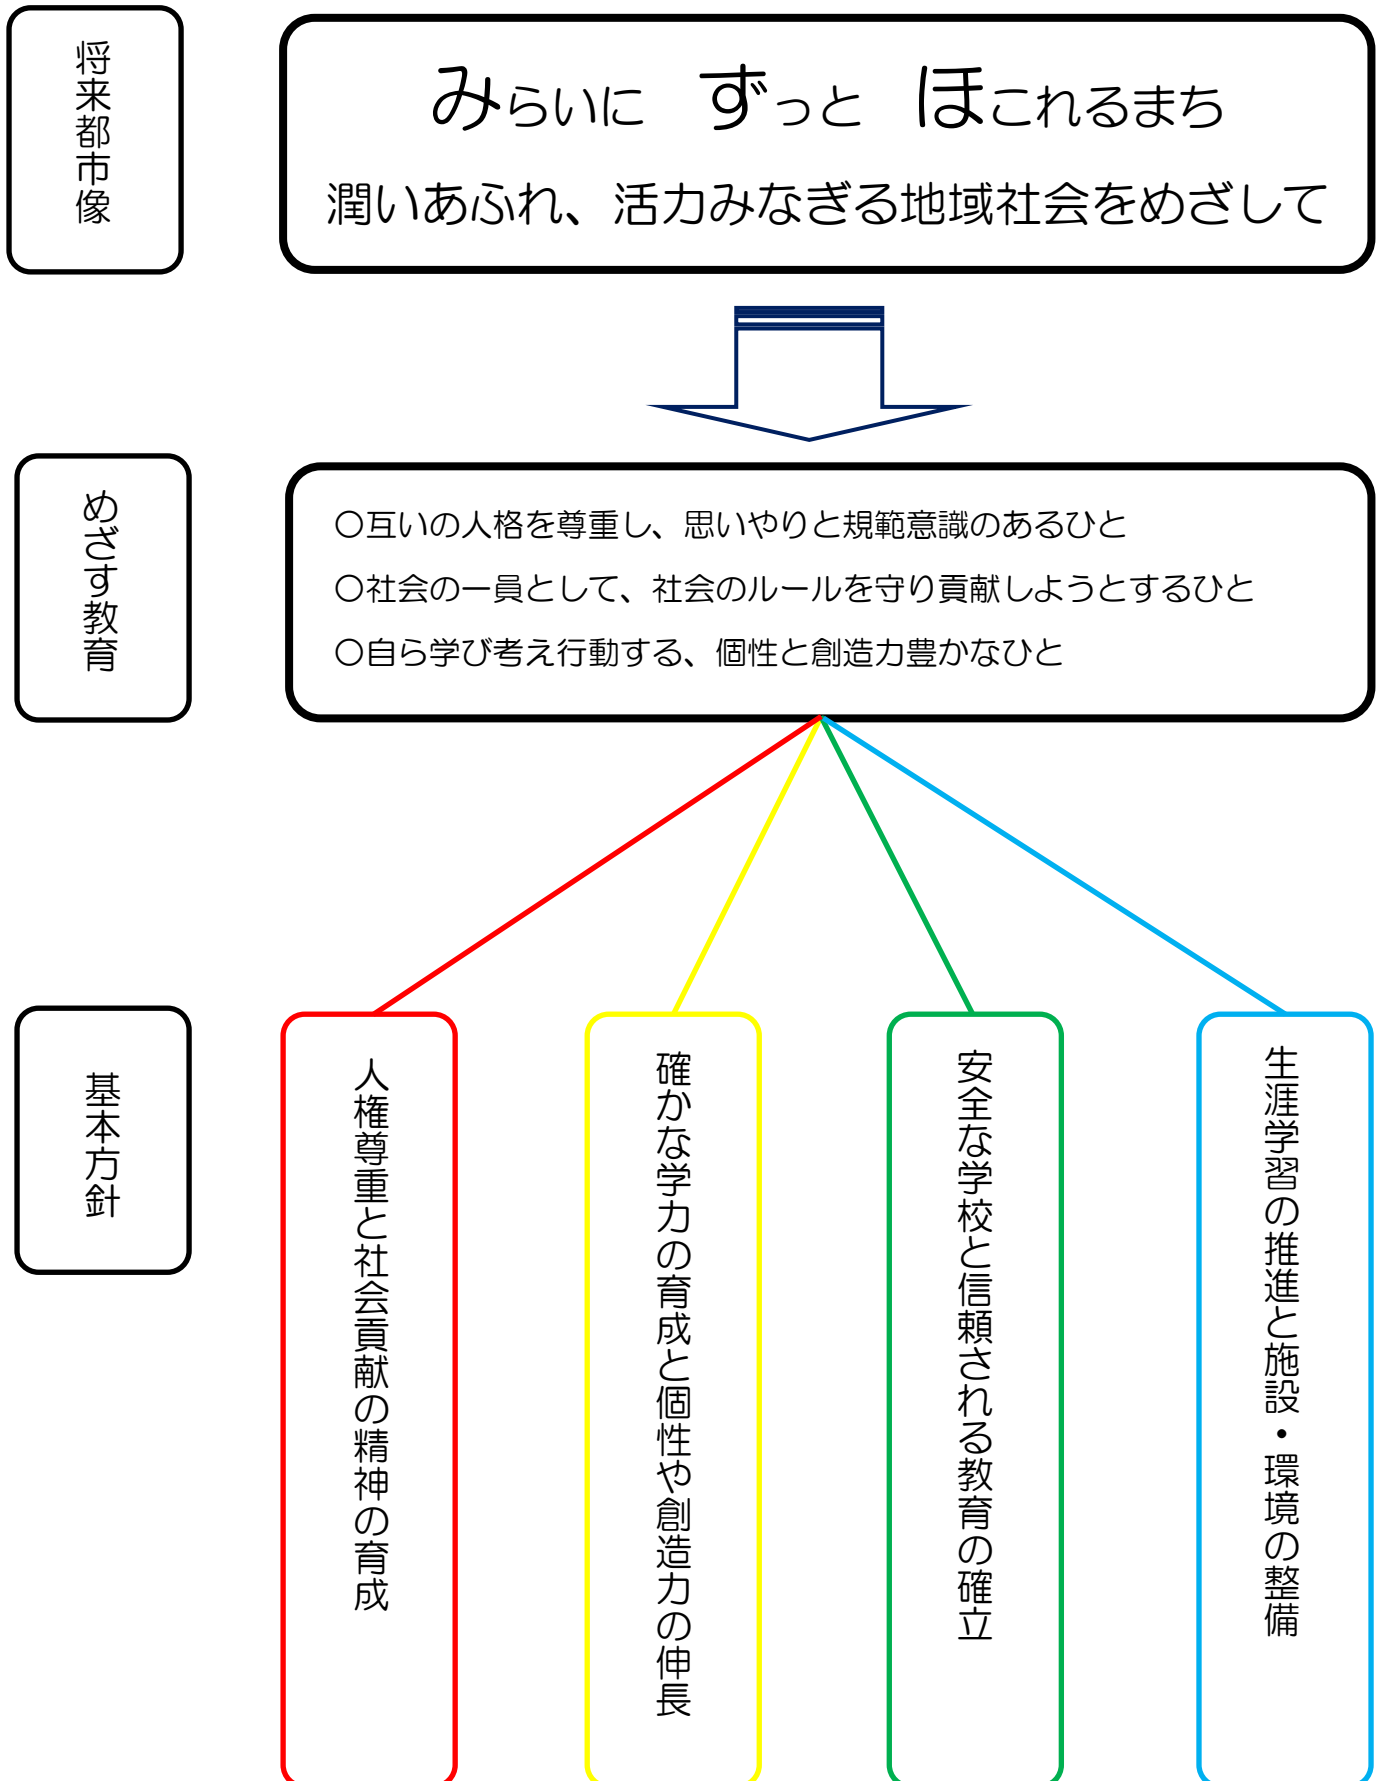 将来都市像
みらいに ずっと ほこれるまち
潤いあふれ、活力みなぎる地域社会をめざして
めざす教育
〇互いの人格を尊重し、思いやりと規範意識のあるひと
〇社会の一員として、社会のルールを守り貢献しようとするひと
〇自ら学び考え行動する、個性と創造力豊かなひと
基本方針
人権尊重と社会貢献の精神の育成
確かな学力の育成と個性や創造力の伸長
安全な学校と信頼される教育の確立
生涯学習の推進と施設・環境の整備